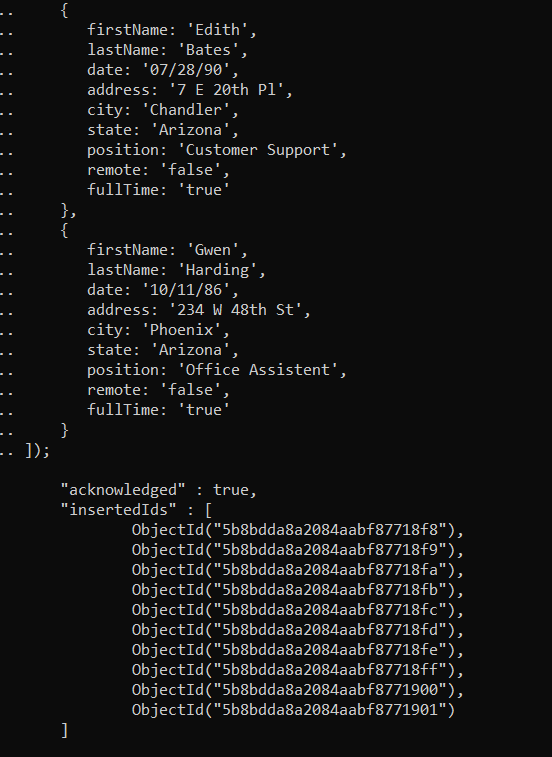 ..     {
..        firstName: 'Edith',
..        lastName: 'Bates',
..        date: '07/28/90',
..        address: '7 E 20th Pl',
..        city: 'Chandler',
..        state: 'Arizona',
..        position: 'Customer Support',
..        remote: 'false',
..        fullTime: 'true'
..     },
..     {
..        firstName: 'Gwen',
..        lastName: 'Harding',
..        date: '10/11/86',
..        address: '234 W 48th St',
..        city: 'Phoenix',
..        state: 'Arizona',
..        position: 'Office Assistent',
..        remote: 'false',
..        fullTime: 'true'
..     }
.. ]);
       "acknowledged" : true,
       "insertedIds" : [
               ObjectId("5b8bdda8a2084aabf87718f8"),
               ObjectId("5b8bdda8a2084aabf87718f9"),
               ObjectId("5b8bdda8a2084aabf87718fa"),
               ObjectId("5b8bdda8a2084aabf87718fb"),
               ObjectId("5b8bdda8a2084aabf87718fc"),
               ObjectId("5b8bdda8a2084aabf87718fd"),
               ObjectId("5b8bdda8a2084aabf87718fe"),
               ObjectId("5b8bdda8a2084aabf87718ff"),
               ObjectId("5b8bdda8a2084aabf8771900"),
               ObjectId("5b8bdda8a2084aabf8771901")
       ]